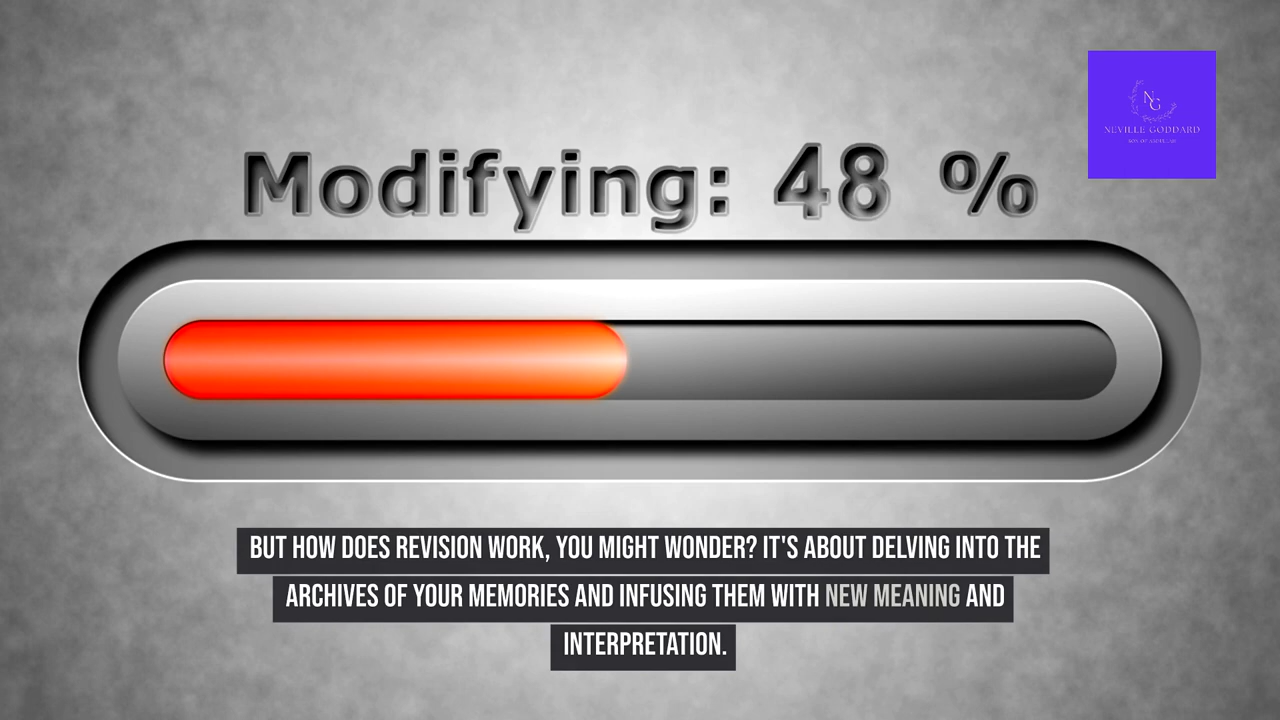 Modifying: 48 %
NG
NEVILLE GODDARD
BUT HOW DOES REVISION WORK, YOU MIGHT WONDER? IT'S ABOUT DELVING INTO THE
ARCHIVES OF YOUR MEMORIES AND INFUSING THEM WITH NEW MEANING AND
INTERPRETATION.